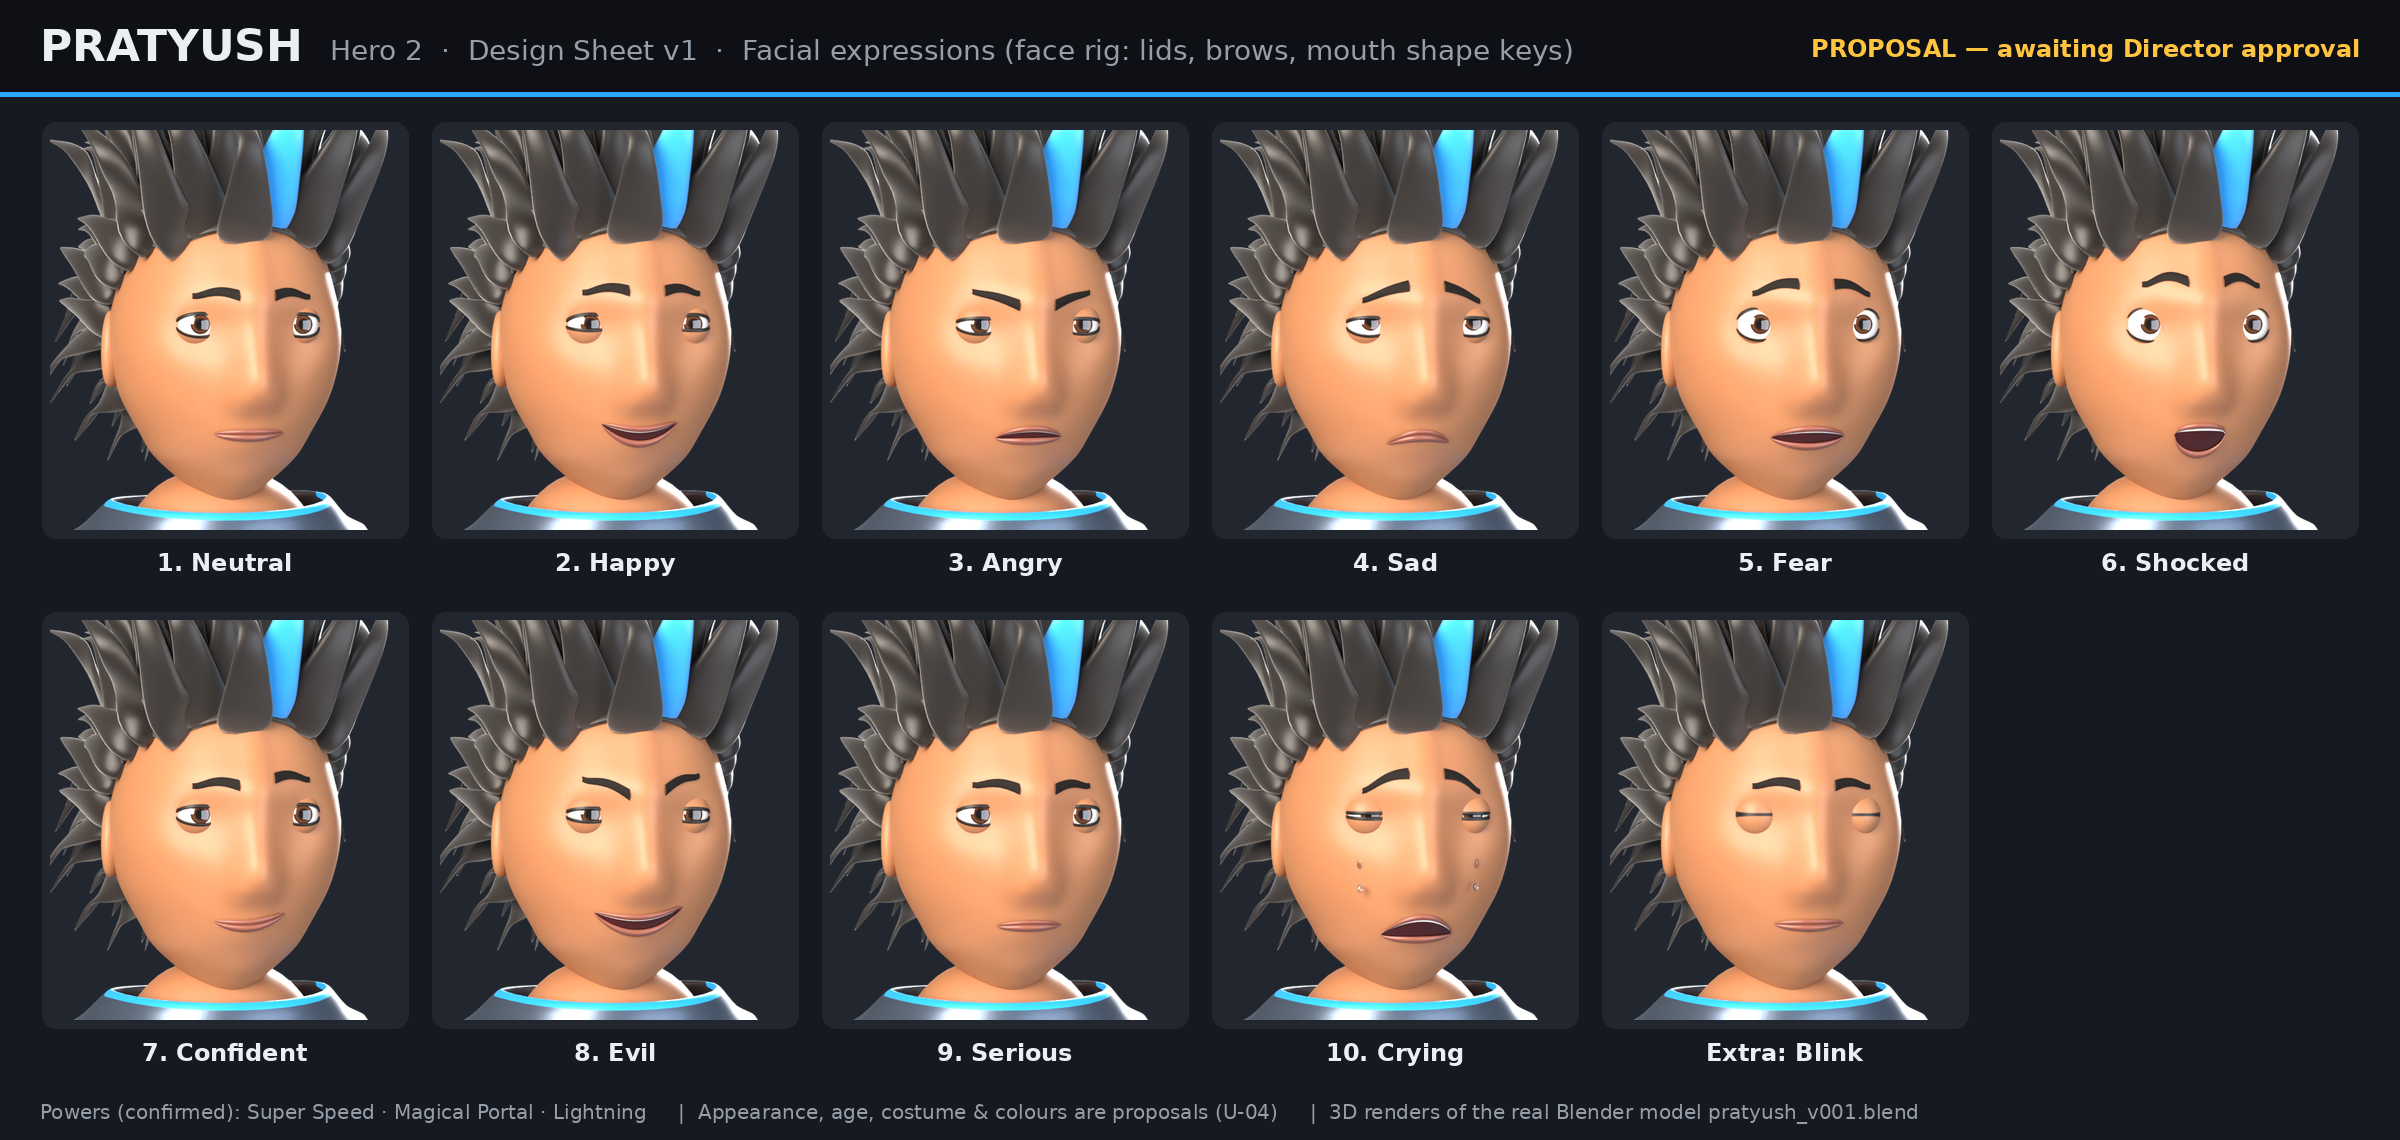 PRATYUSH Hero 2 · Design Sheet v1 · Facial expressions (face rig: lids, brows, mouth shape keys) PROPOSAL — awaiting Director approval
1. Neutral 2. Happy 3. Angry 4. Sad 5. Fear 6. Shocked
7. Confident 8. Evil 9. Serious 10. Crying Extra: Blink
Powers (confirmed): Super Speed · Magical Portal · Lightning | Appearance, age, costume & colours are proposals (U-04) | 3D renders of the real Blender model pratyush_v001.blend